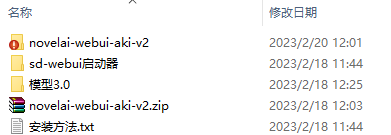 名称 修改日期
novelai-webui-aki-v2 2023/2/20 12:01
sd-webui启动器 2023/2/18 11:44
模型3.0 2023/2/18 12:25
novelai-webui-aki-v2.zip 2023/2/18 12:03
安装方法.txt 2023/2/18 11:44